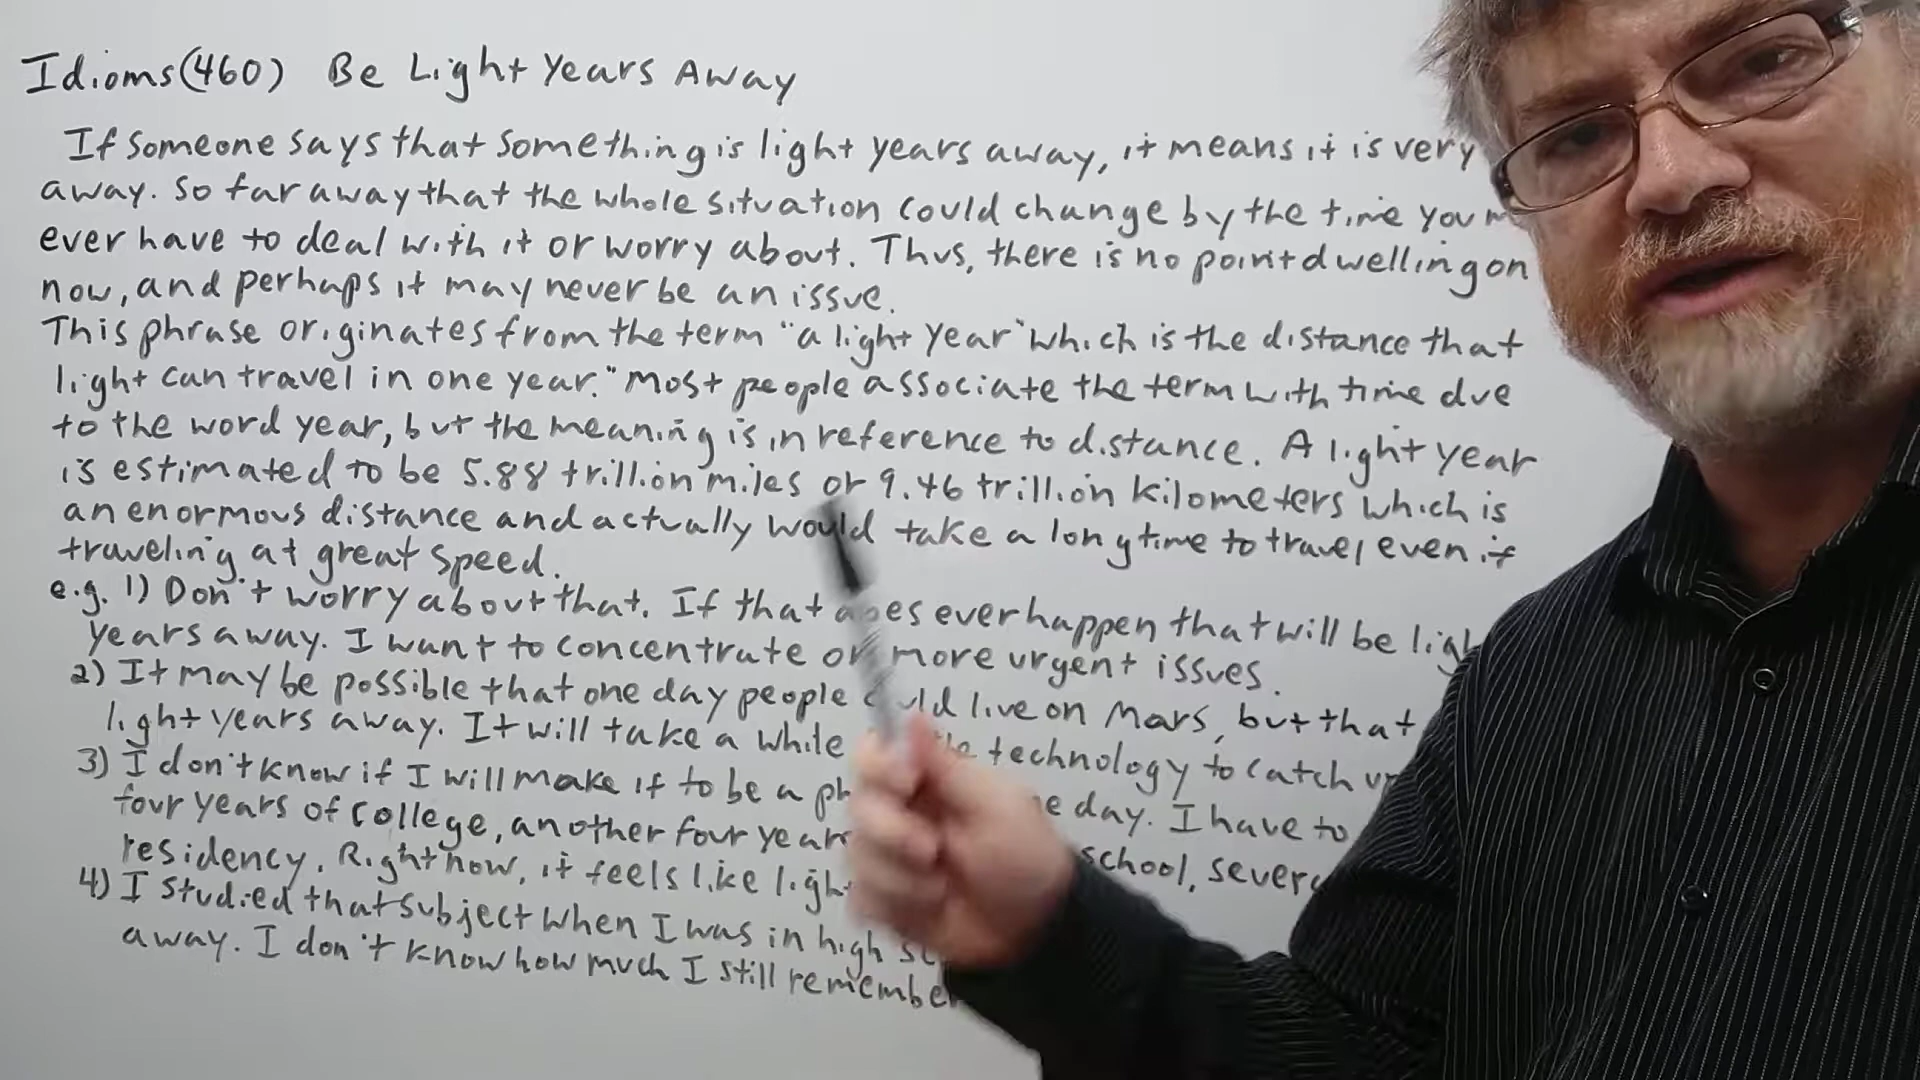 Idioms(460) Be Light Years Away
If someone says that something is light years away, it means it is very
away. So far away that the whole situation could change by the time you
ever have to deal with it or worry about. Thus, there is no point dwelling on
now, and perhaps it may never be an issue.
This phrase originates from the term "a light year" which is the distance that
light can travel in one year." Most people associate the term with time due
to the word year, but the meaning is in reference to distance. A light year
is estimated to be 5.88 trillion miles or 9.46 trillion kilometers which is
an enormous distance and actually would take a long time to travel even if
traveling at great speed.
e.g. 1) Don't worry about that. If that does ever happen that will be
years away. I want to concentrate on more urgent issues.
2) It may be possible that one day people could live on Mars, but that
light years away. It will take a while technology to catch
3) I don't know if I will make it to be a day. I have to
four years of college, another four years school,
residency. Right now, it feels like
4) I studied that subject when I was in high
away. I don't know how much I still remember